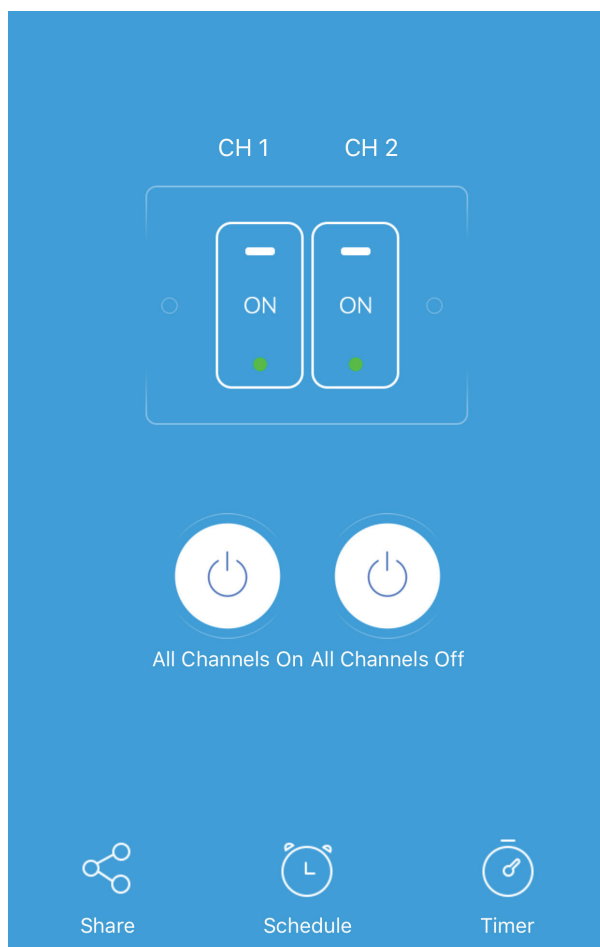 CH 1 CH 2
ON ON
All Channels On All Channels Off
Share Schedule Timer